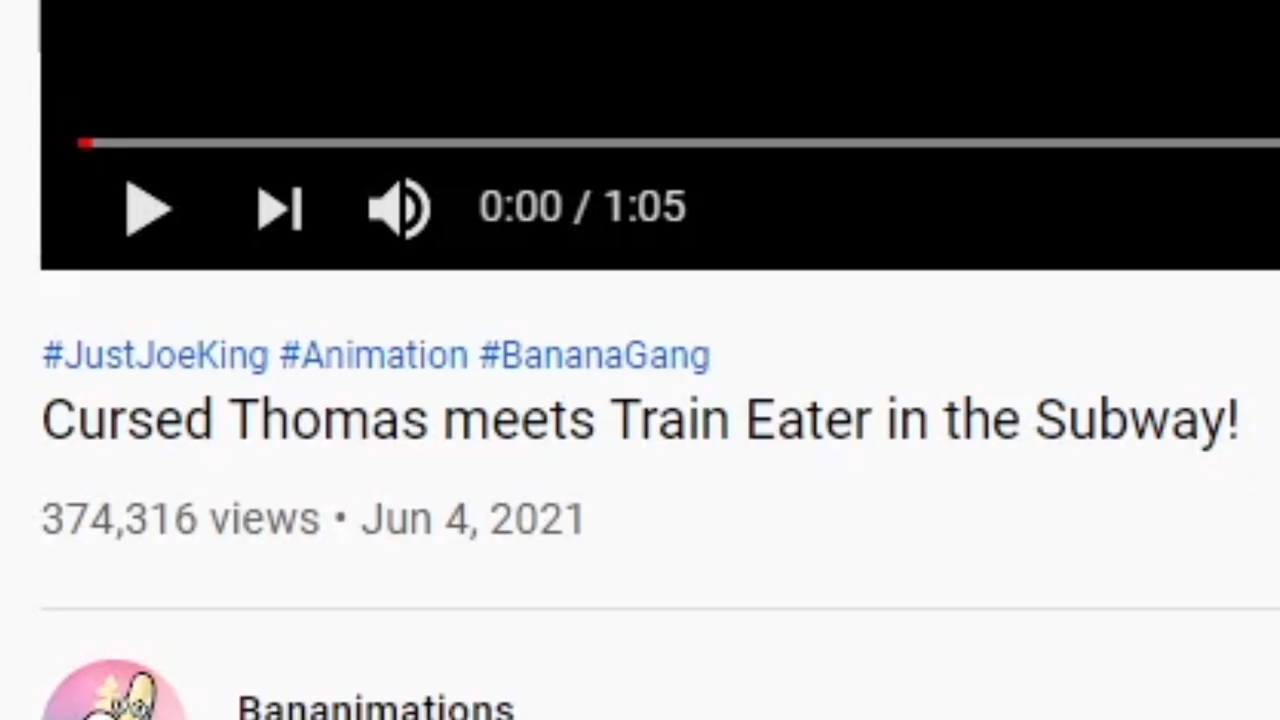 0:00 / 1:05
#JustJoeKing #Animation #BananaGang
Cursed Thomas meets Train Eater in the Subway!
374,316 views • Jun 4, 2021
Bananimations